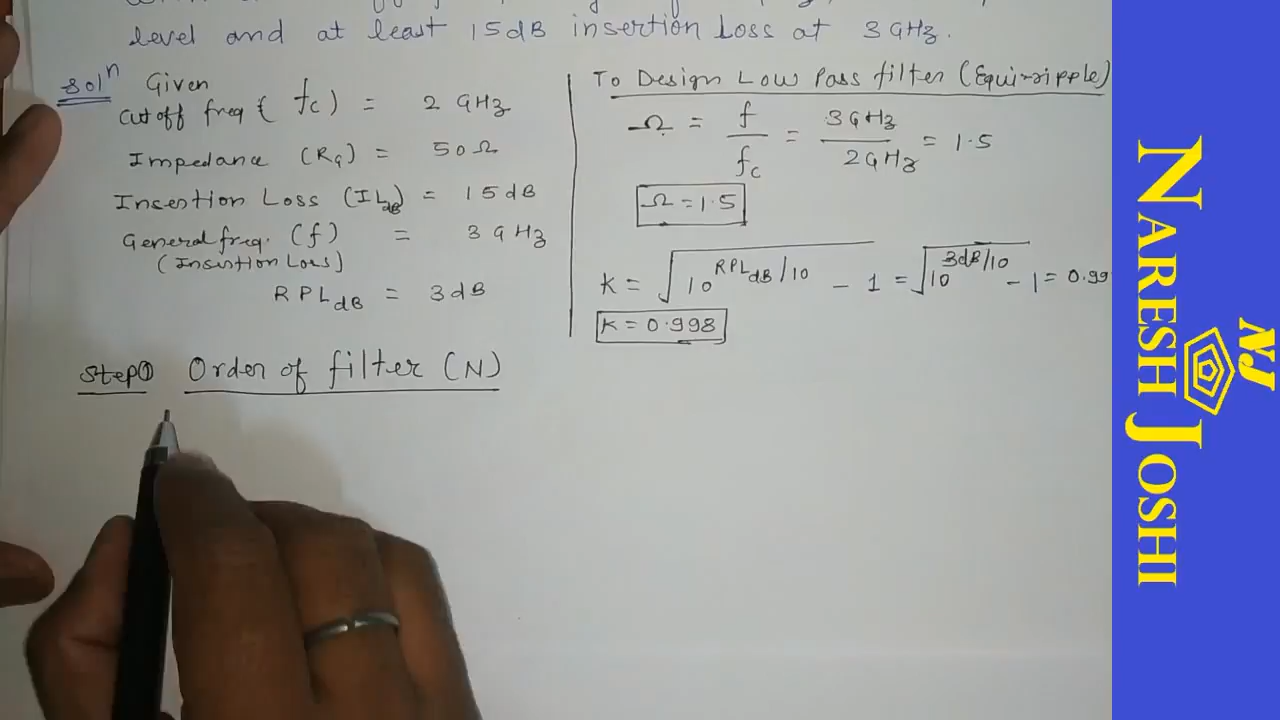 level and at least 15dB insertion Loss at 3GHz.
Solⁿ Given
Cutoff freq ( fc ) = 2 GHz
Impedance (RG) = 50Ω
Insertion Loss (ILdB) = 15dB
General freq. (f) = 3 GHz
(Insertion Loss)
RPLdB = 3dB
To Design Low Pass filter (Equi-ripple)
Ω = f/fc = 3GHz/2GHz = 1.5
Ω = 1.5
K = √(10^(RPLdB/10) - 1) = √(10^(3dB/10) - 1) = 0.99
K = 0.998
Step① Order of filter (N)
NARESH JOSHI
NJ